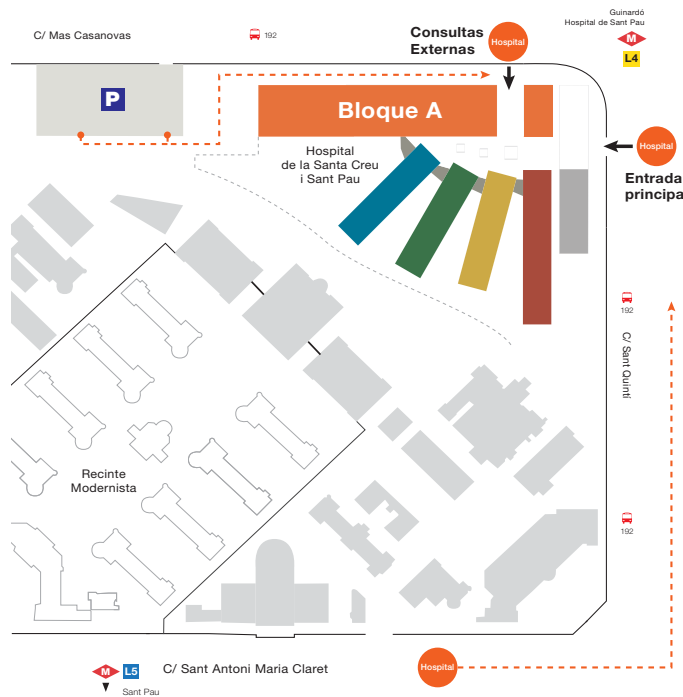 Guinardó
Hospital de Sant Pau
M
L4
C/ Mas Casanovas
192
Consultas
Externas
Hospital
P
Bloque A
Hospital
de la Santa Creu
i Sant Pau
Hospital
Entrada
principa
192
C/ Sant Quintí
Recinte
Modernista
192
M
L5
C/ Sant Antoni Maria Claret
Sant Pau
Hospital